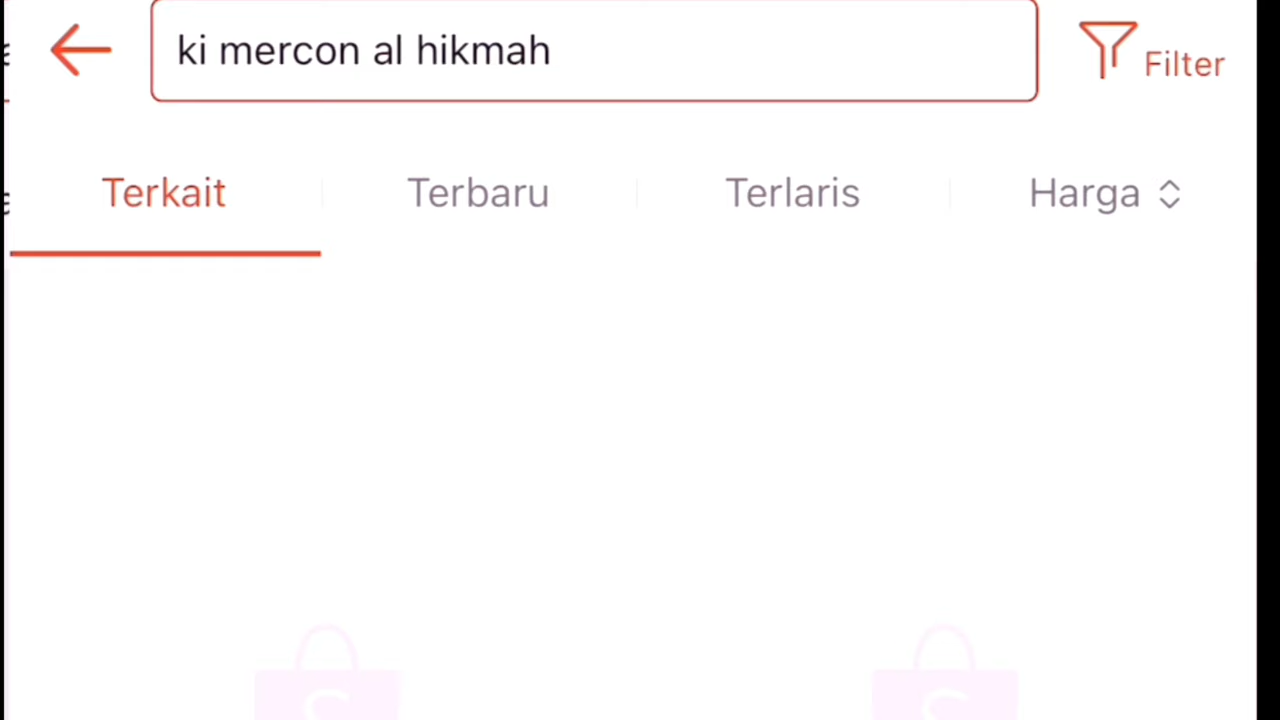 ki mercon al hikmah
Filter
Terkait
Terbaru
Terlaris
Harga